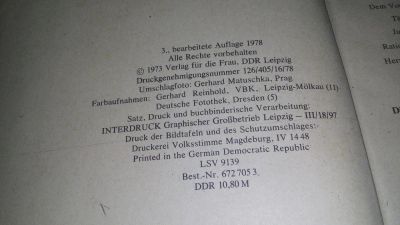 3., bearbeitete Auflage 1978
Alle Rechte vorbehalten
© 1973 Verlag für die Frau, DDR Leipzig
Druckgenehmigungsnummer 126/405/16/78
Umschlagfoto: Gerhard Matuschka, Prag
Farbaufnahmen: Gerhard Reinhold, VBK, Leipzig-Mölkau (11)
Deutsche Fotothek, Dresden (5)
Satz, Druck und buchbinderische Verarbeitung:
INTERDRUCK Graphischer Großbetrieb Leipzig – III/18/97
Druck der Bildtafeln und des Schutzumschlages:
Druckerei Volksstimme Magdeburg, IV 14 48
Printed in the German Democratic Republic
LSV 9139
Best.-Nr. 672 705 3
DDR 10,80 M
Dem